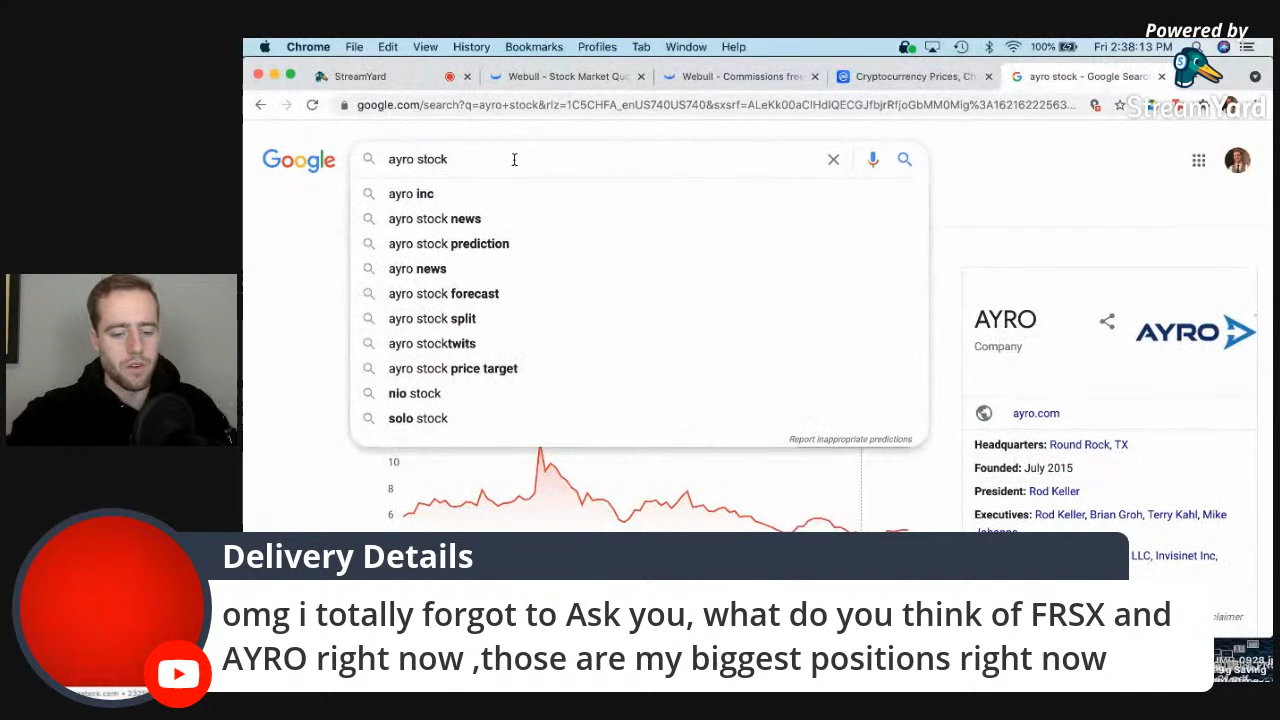 Powered by
StreamYard
Chrome File Edit View History Bookmarks Profiles Tab Window Help
100%
Fri 2:38:13 PM
StreamYard
Webull - Stock Market Qu
Webull - Commissions free
Cryptocurrency Prices, Ch
ayro stock - Google Searc
Google
ayro stock
ayro inc
ayro stock news
ayro stock prediction
ayro news
ayro stock forecast
ayro stock split
ayro stocktwits
ayro stock price target
nio stock
solo stock
Report inappropriate predictions
10
8
6
AYRO
Company
AYRO
ayro.com
Headquarters: Round Rock, TX
Founded: July 2015
President: Rod Keller
Executives: Rod Keller, Brian Groh, Terry Kahl, Mike
LLC, Invisinet Inc,
Delivery Details
omg i totally forgot to Ask you, what do you think of FRSX and
AYRO right now ,those are my biggest positions right now